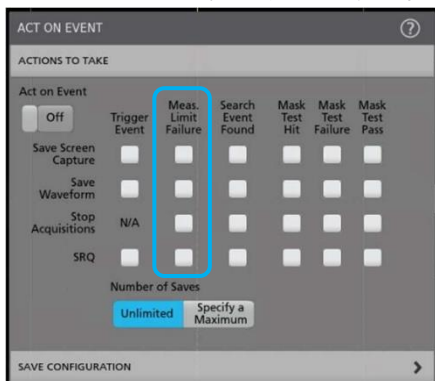 ACT ON EVENT ?
ACTIONS TO TAKE
Act on Event
Off
Trigger Event
Meas. Limit Failure
Search Event Found
Mask Test Hit
Mask Test Failure
Mask Test Pass
Save Screen Capture
Save Waveform
Stop Acquisitions
N/A
SRQ
Number of Saves
Unlimited
Specify a Maximum
SAVE CONFIGURATION